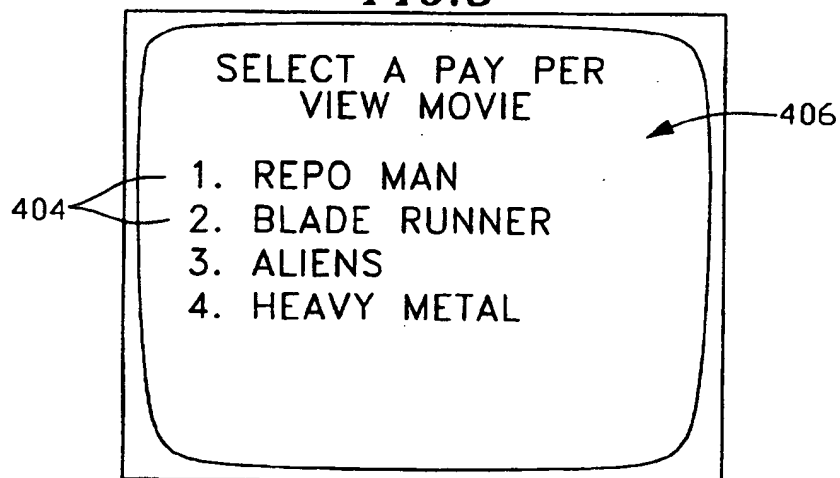 SELECT A PAY PER
VIEW MOVIE
406
1. REPO MAN
404
2. BLADE RUNNER
3. ALIENS
4. HEAVY METAL